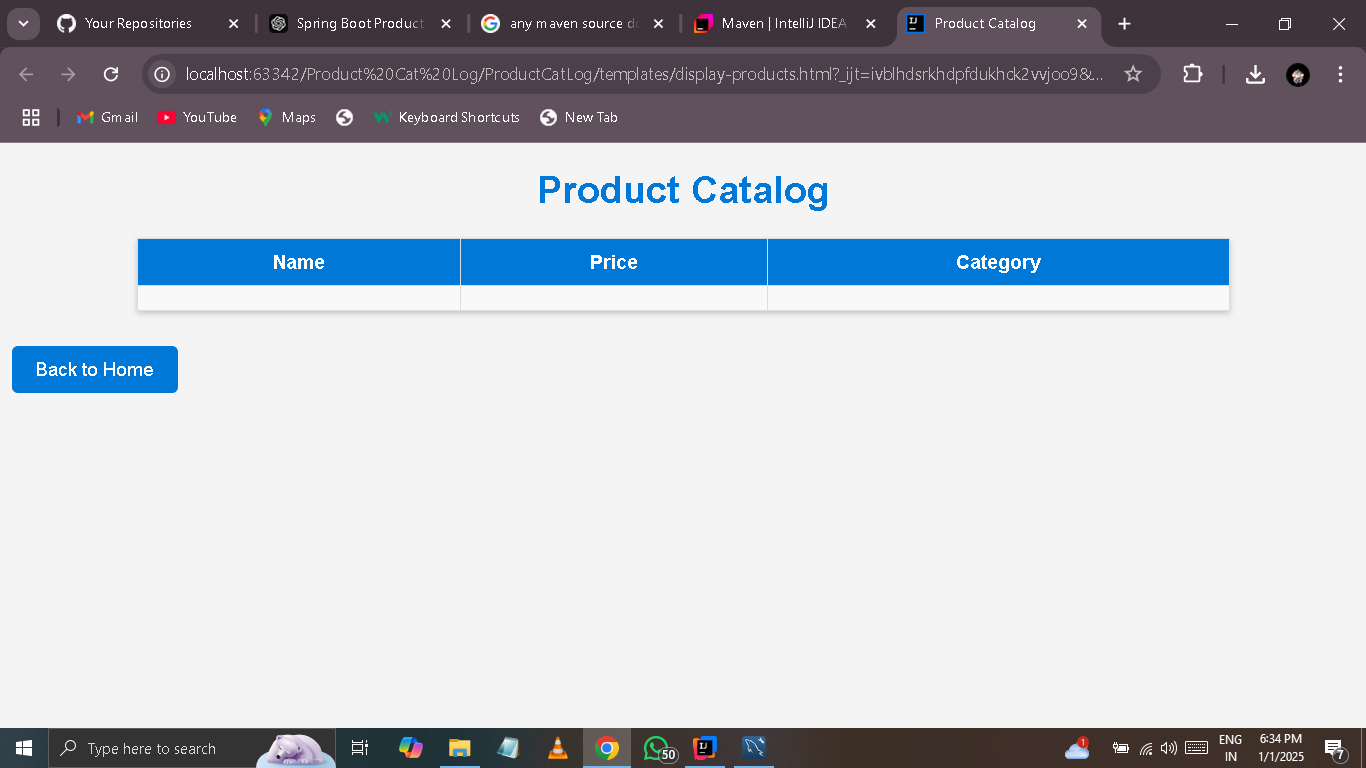 Your Repositories
Spring Boot Product
any maven source do
Maven | IntelliJ IDEA
Product Catalog
localhost:63342/Product%20Cat%20Log/ProductCatLog/templates/display-products.html?_ijt=ivblhdsrkhdpfdukhck2vvjoo9&...
Gmail
YouTube
Maps
Keyboard Shortcuts
New Tab
Product Catalog
Name Price Category
Back to Home
Type here to search
50
1
ENG
IN
6:34 PM
1/1/2025
7